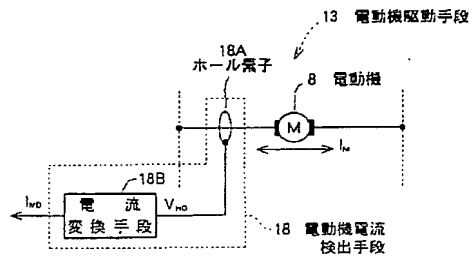 13 電動機駆動手段
18A
ホール素子
8 電動機
M
IM
18B
電流
変換手段
IMD
VMO
18 電動機電流
検出手段